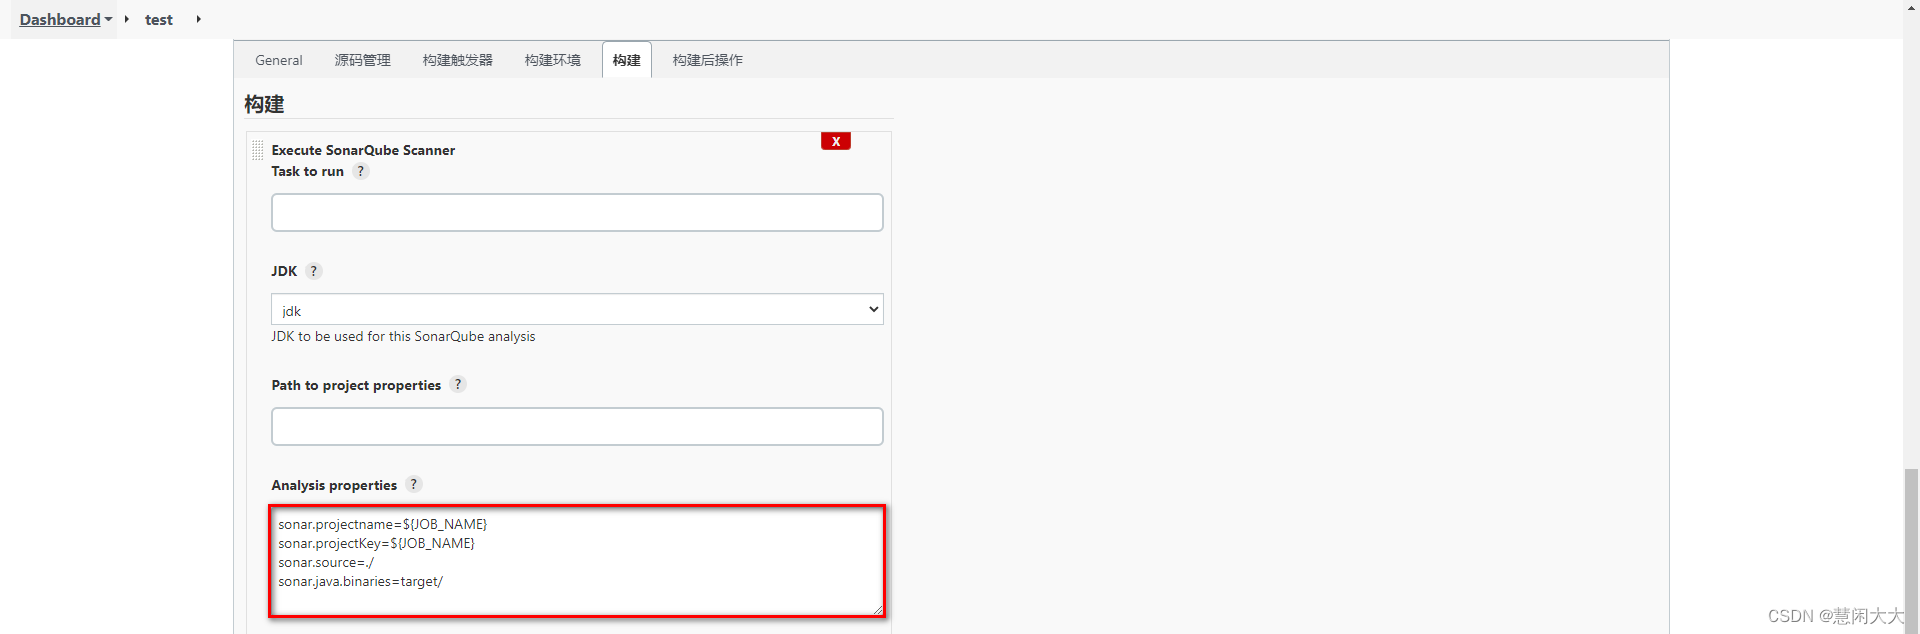 Dashboard test
General 源码管理 构建触发器 构建环境 构建 构建后操作
构建
X
Execute SonarQube Scanner
Task to run ?
JDK ?
jdk
JDK to be used for this SonarQube analysis
Path to project properties ?
Analysis properties ?
sonar.projectname=${JOB_NAME}
sonar.projectKey=${JOB_NAME}
sonar.source=./
sonar.java.binaries=target/
CSDN @慧闲大大